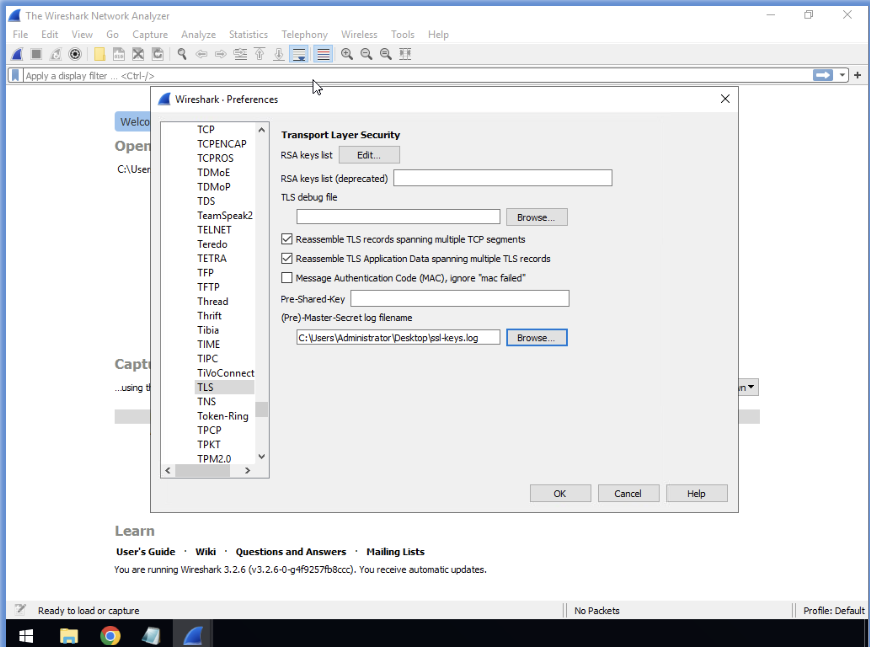 The Wireshark Network Analyzer
File Edit View Go Capture Analyze Statistics Telephony Wireless Tools Help
Apply a display filter ... <Ctrl-/>
+
Wireshark · Preferences
Welco
Open
C:\User
Captu
...using th
TCP
TCPENCAP
TCPROS
TDMoE
TDMoP
TDS
TeamSpeak2
TELNET
Teredo
TETRA
TFP
TFTP
Thread
Thrift
Tibia
TIME
TIPC
TiVoConnect
TLS
TNS
Token-Ring
TPCP
TPKT
TPM2.0
Transport Layer Security
RSA keys list Edit...
RSA keys list (deprecated)
TLS debug file
Browse...
Reassemble TLS records spanning multiple TCP segments
Reassemble TLS Application Data spanning multiple TLS records
Message Authentication Code (MAC), ignore "mac failed"
Pre-Shared-Key
(Pre)-Master-Secret log filename
C:\Users\Administrator\Desktop\ssl-keys.log Browse...
OK Cancel Help
Learn
User's Guide · Wiki · Questions and Answers · Mailing Lists
You are running Wireshark 3.2.6 (v3.2.6-0-g4f9257fb8ccc). You receive automatic updates.
Ready to load or capture No Packets Profile: Default